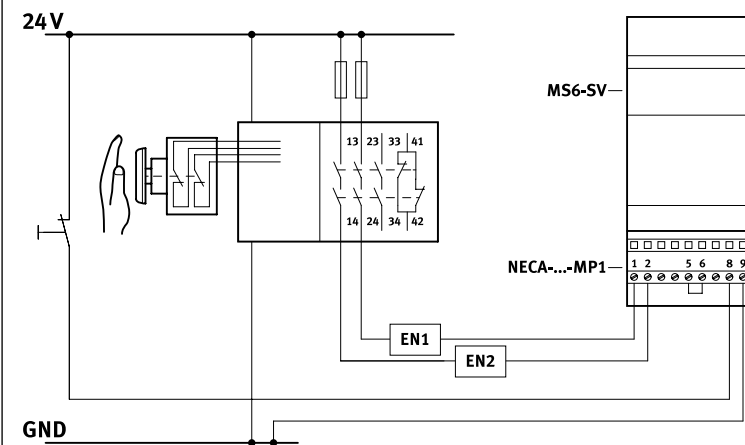 24 V
MS6-SV
13 23 33 41
14 24 34 42
NECA-...-MP1
1 2 5 6 8 9
EN1
EN2
GND